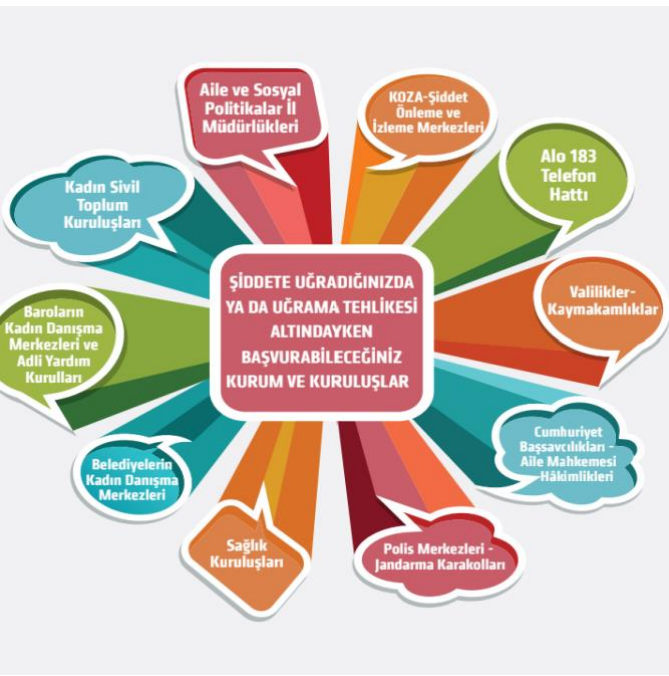 Aile ve Sosyal
Politikalar İl
Müdürlükleri
KOZA-Şiddet
Önleme ve
İzleme Merkezleri
Alo 183
Telefon
Hattı
Kadın Sivil
Toplum
Kuruluşları
ŞİDDETE UĞRADIĞINIZDA
YA DA UĞRAMA TEHLİKESİ
ALTINDAYKEN
BAŞVURABİLECEĞİNİZ
KURUM VE KURULUŞLAR
Valilikler-
Kaymakamlıklar
Baroların
Kadın Danışma
Merkezleri ve
Adli Yardım
Kurulları
Cumhuriyet
Başsavcılıkları -
Aile Mahkemesi
Hâkimlikleri
Belediyelerin
Kadın Danışma
Merkezleri
Sağlık
Kuruluşları
Polis Merkezleri -
Jandarma Karakolları